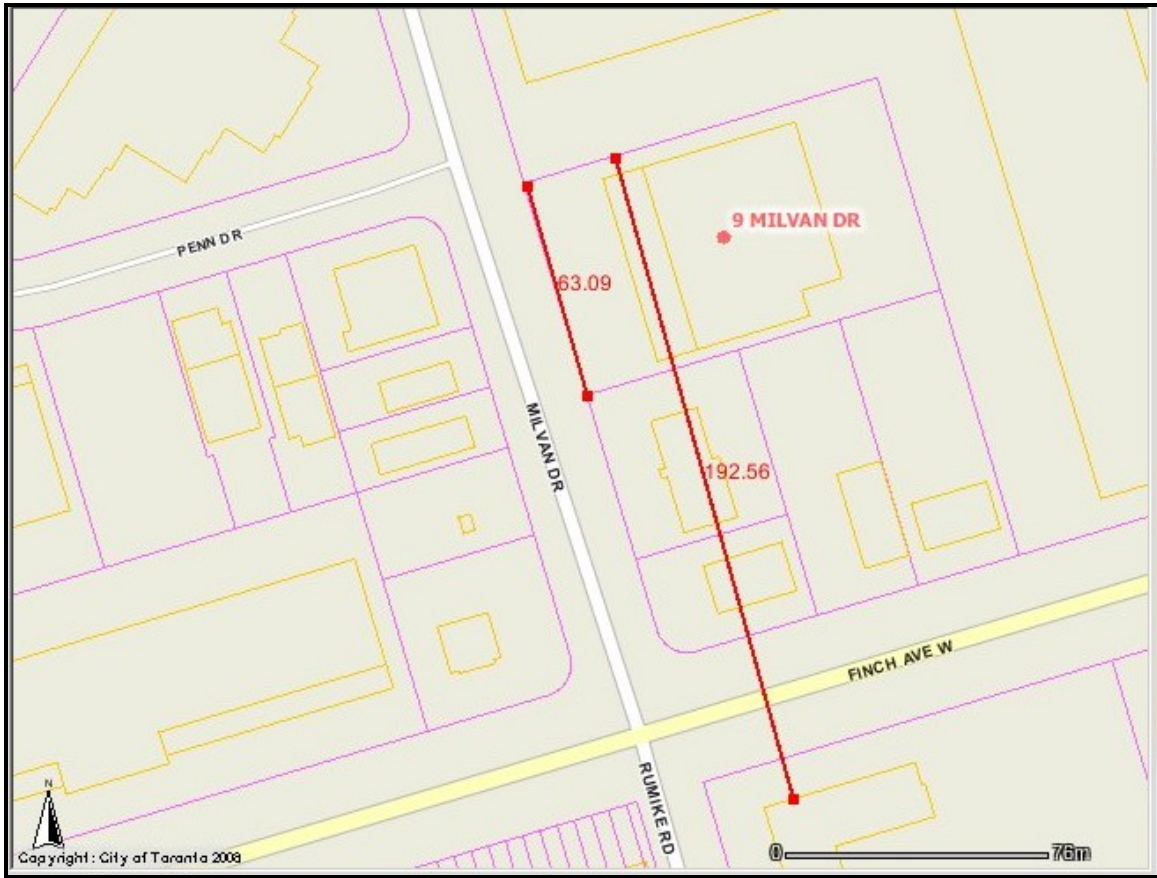 PENN DR
9 MILVAN DR
63.09
MILVAN DR
192.56
FINCH AVE W
RUMIKE RD
N
Copyright : City of Toronto 2008
0 76m